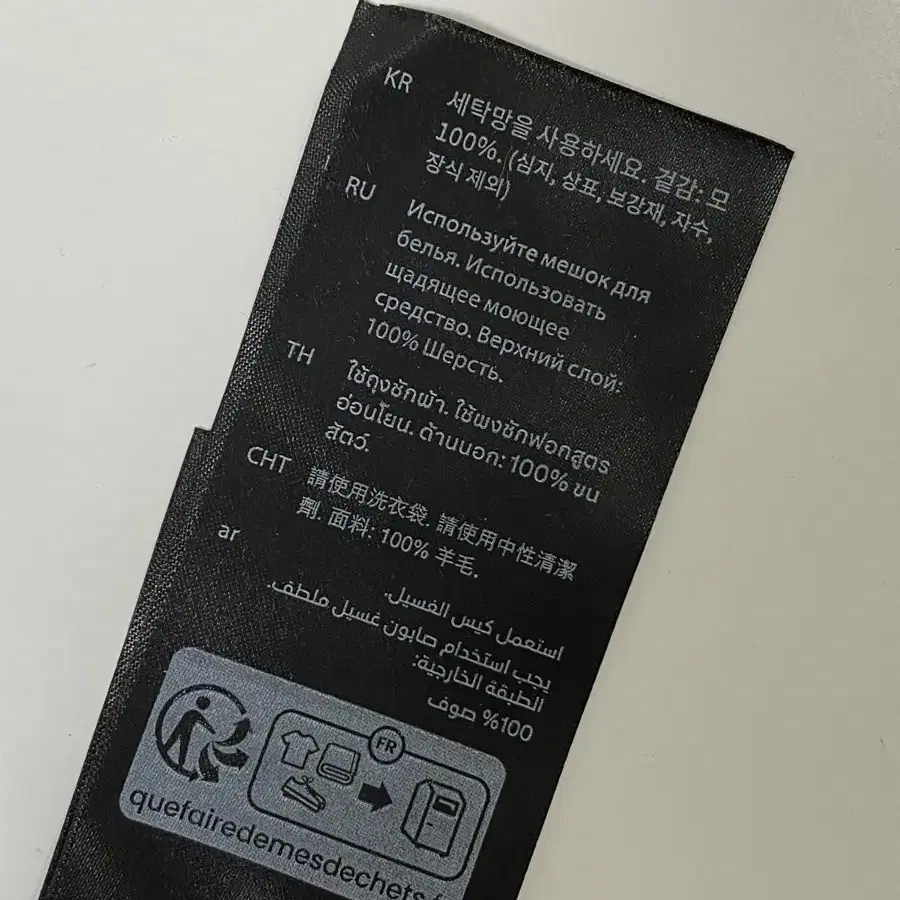 KR
세탁망을 사용하세요. 겉감: 모
100%. (심지, 상표, 보강재, 자수,
장식 제외)
RU
Используйте мешок для
белья. Использовать
щадящее моющее
средство. Верхний слой:
100% Шерсть.
TH
ใช้ถุงซักผ้า. ใช้ผงซักฟอกสูตร
อ่อนโยน. ด้านนอก: 100% ขน
สัตว์.
CHT
請使用洗衣袋. 請使用中性清潔
劑. 面料: 100% 羊毛.
ar
استعمل كيس الغسيل.
يجب استخدام صابون غسيل ملطف.
الطبقة الخارجية:
100% صوف
FR
quefairedemesdechets.f